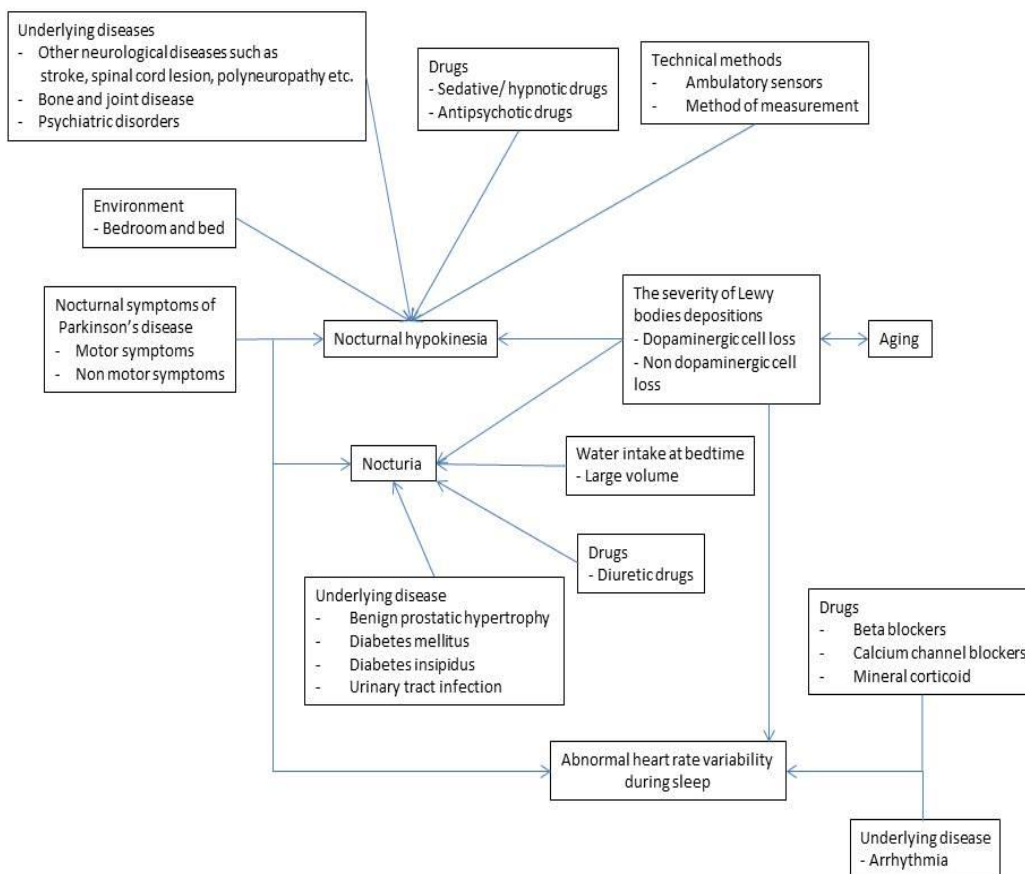 Underlying diseases
- Other neurological diseases such as
stroke, spinal cord lesion, polyneuropathy etc.
- Bone and joint disease
- Psychiatric disorders
Drugs
- Sedative/ hypnotic drugs
- Antipsychotic drugs
Technical methods
- Ambulatory sensors
- Method of measurement
Environment
- Bedroom and bed
Nocturnal symptoms of
Parkinson's disease
- Motor symptoms
- Non motor symptoms
Nocturnal hypokinesia
The severity of Lewy
bodies depositions
- Dopaminergic cell loss
- Non dopaminergic cell
loss
Aging
Nocturia
Water intake at bedtime
- Large volume
Drugs
- Diuretic drugs
Underlying disease
- Benign prostatic hypertrophy
- Diabetes mellitus
- Diabetes insipidus
- Urinary tract infection
Drugs
- Beta blockers
- Calcium channel blockers
- Mineral corticoid
Abnormal heart rate variability
during sleep
Underlying disease
- Arrhythmia